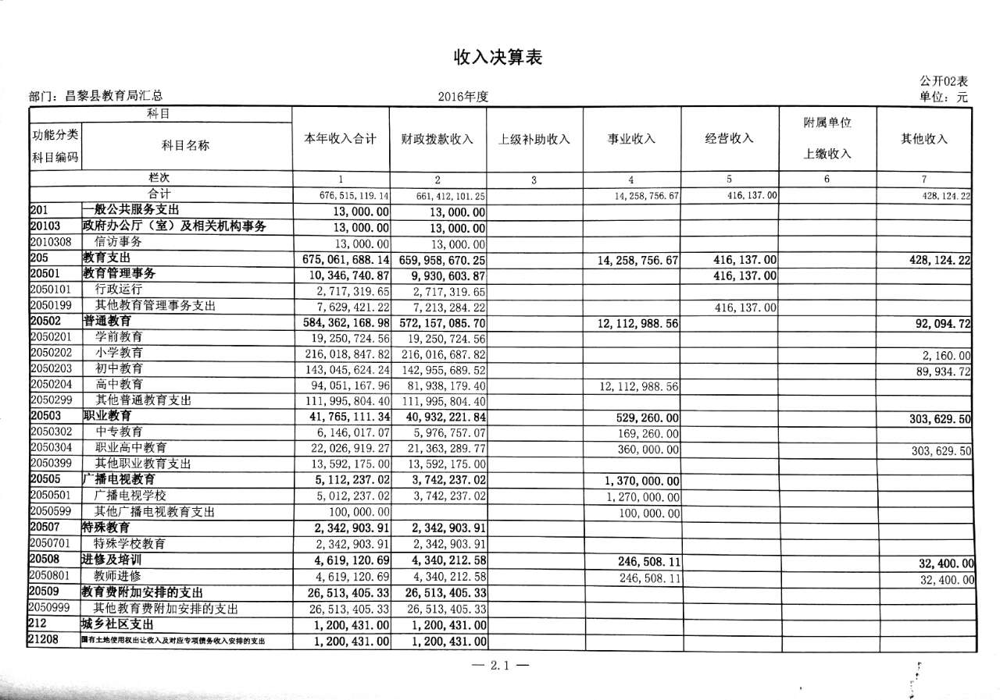 收入决算表
公开02表
部门：昌黎县教育局汇总 2016年度 单位：元
科目
功能分类科目编码 科目名称 本年收入合计 财政拨款收入 上级补助收入 事业收入 经营收入 附属单位上缴收入 其他收入
栏次 1 2 3 4 5 6 7
合计 676,515,119.14 661,412,101.25 14,258,756.67 416,137.00 428,124.22
201 一般公共服务支出 13,000.00 13,000.00
20103 政府办公厅（室）及相关机构事务 13,000.00 13,000.00
2010308 信访事务 13,000.00 13,000.00
205 教育支出 675,061,688.14 659,958,670.25 14,258,756.67 416,137.00 428,124.22
20501 教育管理事务 10,346,740.87 9,930,603.87 416,137.00
2050101 行政运行 2,717,319.65 2,717,319.65
2050199 其他教育管理事务支出 7,629,421.22 7,213,284.22 416,137.00
20502 普通教育 584,362,168.98 572,157,085.70 12,112,988.56 92,094.72
2050201 学前教育 19,250,724.56 19,250,724.56
2050202 小学教育 216,018,847.82 216,016,687.82 2,160.00
2050203 初中教育 143,045,624.24 142,955,689.52 89,934.72
2050204 高中教育 94,051,167.96 81,938,179.40 12,112,988.56
2050299 其他普通教育支出 111,995,804.40 111,995,804.40
20503 职业教育 41,765,111.34 40,932,221.84 529,260.00 303,629.50
2050302 中专教育 6,146,017.07 5,976,757.07 169,260.00
2050304 职业高中教育 22,026,919.27 21,363,289.77 360,000.00 303,629.50
2050399 其他职业教育支出 13,592,175.00 13,592,175.00
20505 广播电视教育 5,112,237.02 3,742,237.02 1,370,000.00
2050501 广播电视学校 5,012,237.02 3,742,237.02 1,270,000.00
2050599 其他广播电视教育支出 100,000.00 100,000.00
20507 特殊教育 2,342,903.91 2,342,903.91
2050701 特殊学校教育 2,342,903.91 2,342,903.91
20508 进修及培训 4,619,120.69 4,340,212.58 246,508.11 32,400.00
2050801 教师进修 4,619,120.69 4,340,212.58 246,508.11 32,400.00
20509 教育费附加安排的支出 26,513,405.33 26,513,405.33
2050999 其他教育费附加安排的支出 26,513,405.33 26,513,405.33
212 城乡社区支出 1,200,431.00 1,200,431.00
21208 国有土地使用权出让收入及对应专项债务收入安排的支出 1,200,431.00 1,200,431.00
— 2.1 —